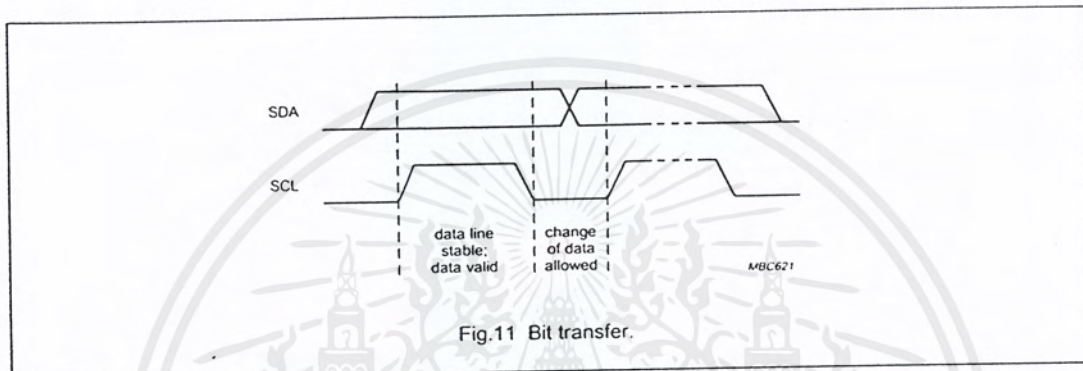 SDA
SCL
data line
stable;
data valid
change
of data
allowed
MBC621
Fig.11 Bit transfer.